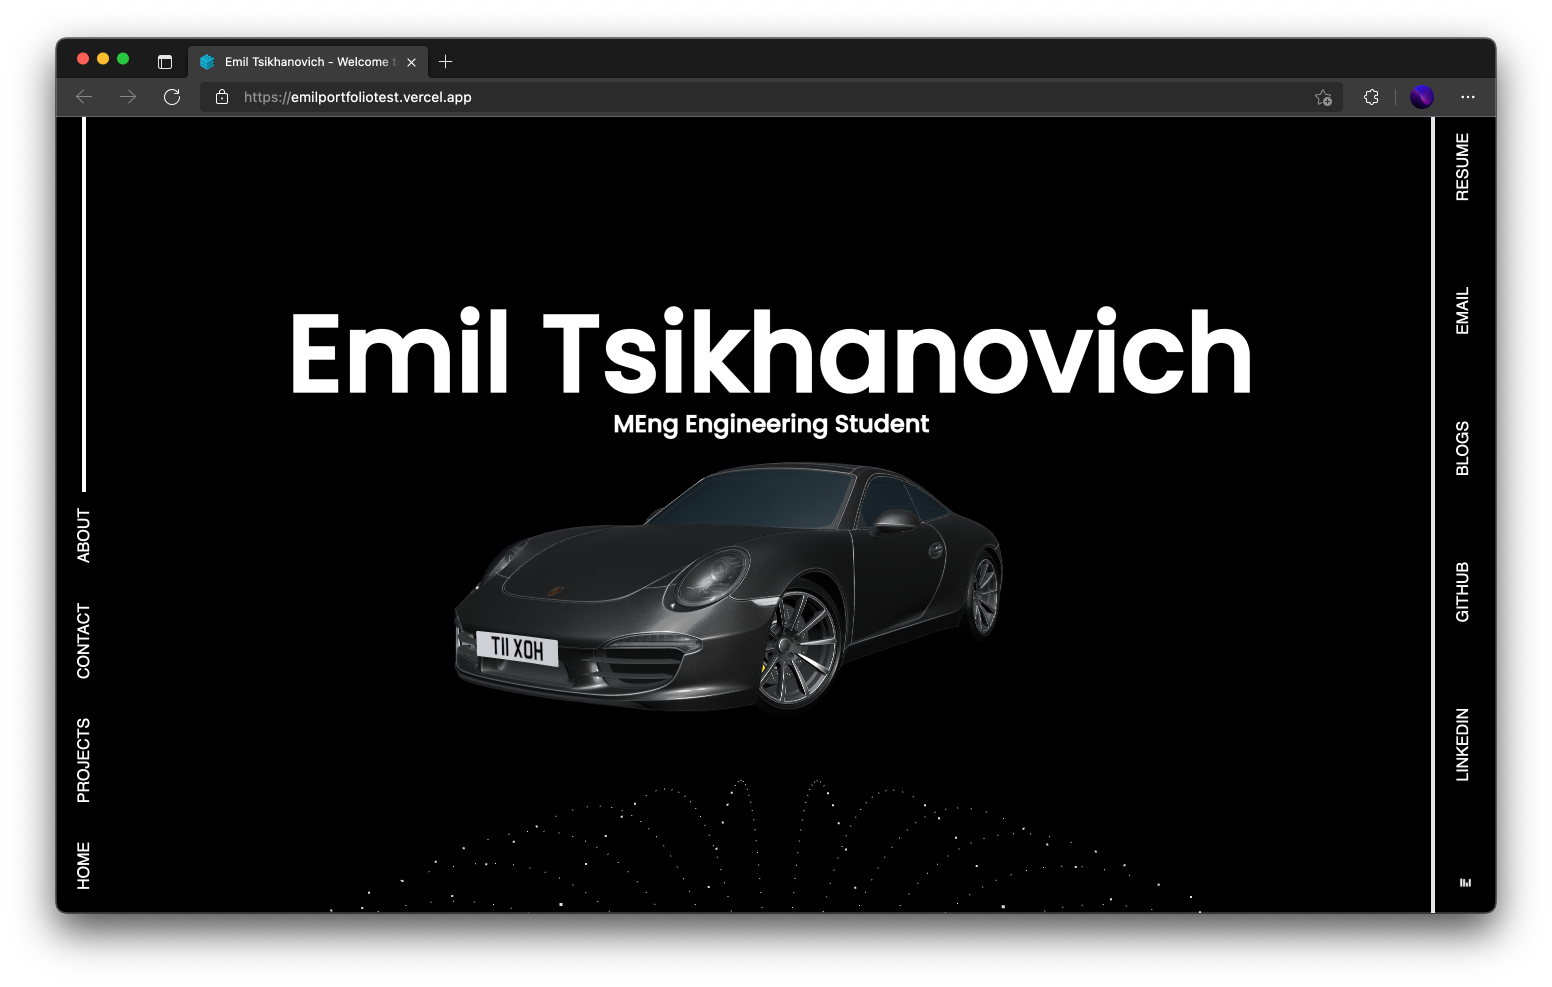 Emil Tsikhanovich - Welcome t
https://emilportfoliotest.vercel.app
RESUME
EMAIL
BLOGS
GITHUB
LINKEDIN
Emil Tsikhanovich
MEng Engineering Student
T11 XOH
ABOUT
CONTACT
PROJECTS
HOME